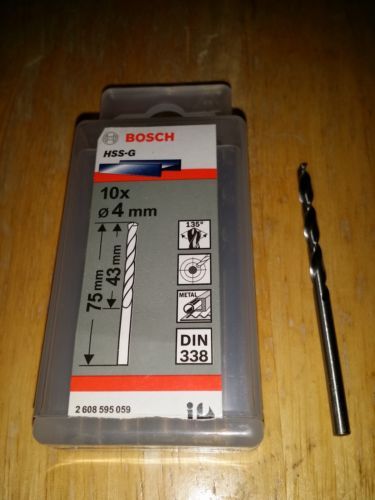 BOSCH
HSS-G
10x
ø 4 mm
135°
75 mm
43 mm
METAL
DIN
338
2 608 595 059